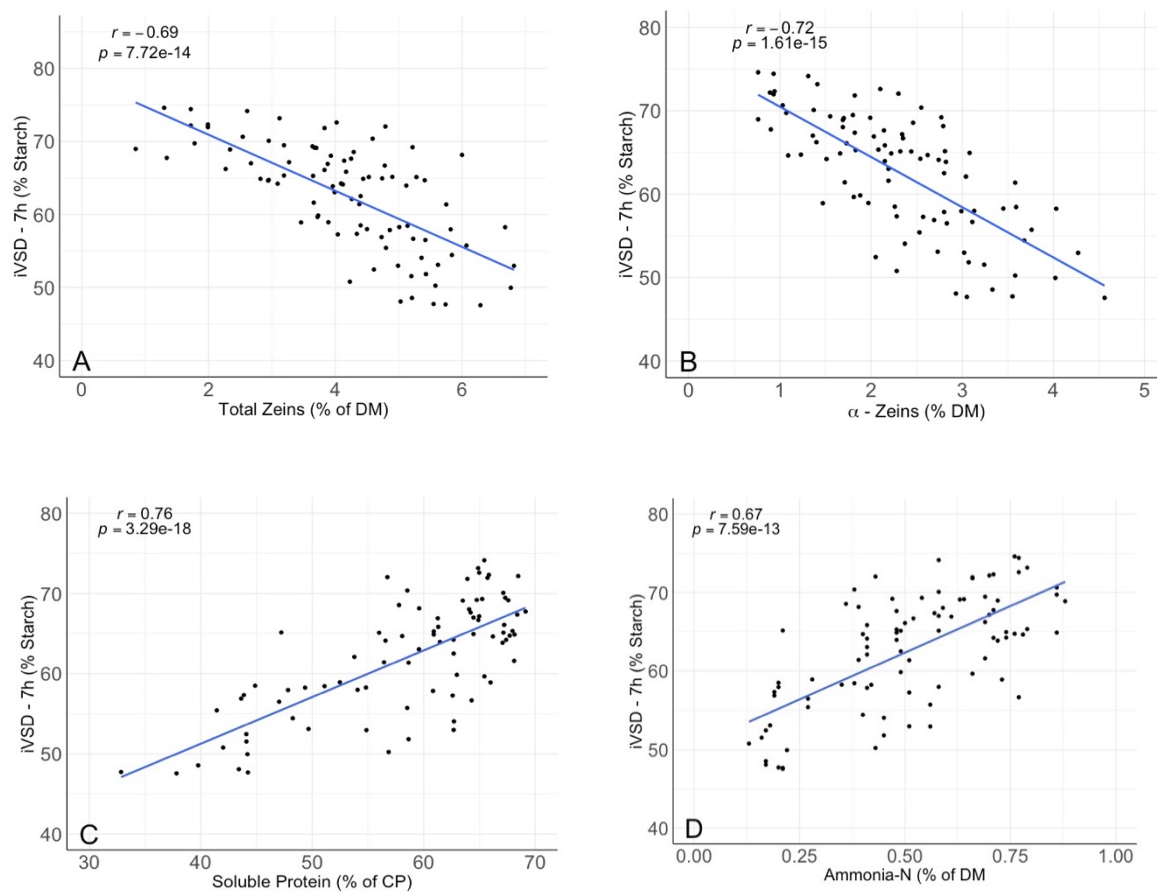 r = −0.69
p = 7.72e-14
80
70
60
50
40
iVSD - 7h (% Starch)
A
0 2 4 6
Total Zeins (% of DM)
r = −0.72
p = 1.61e-15
80
70
60
50
40
iVSD - 7h (% Starch)
B
0 1 2 3 4 5
α - Zeins (% DM)
r = 0.76
p = 3.29e-18
80
70
60
50
40
iVSD - 7h (% Starch)
C
30 40 50 60 70
Soluble Protein (% of CP)
r = 0.67
p = 7.59e-13
80
70
60
50
40
iVSD - 7h (% Starch)
D
0.00 0.25 0.50 0.75 1.00
Ammonia-N (% of DM